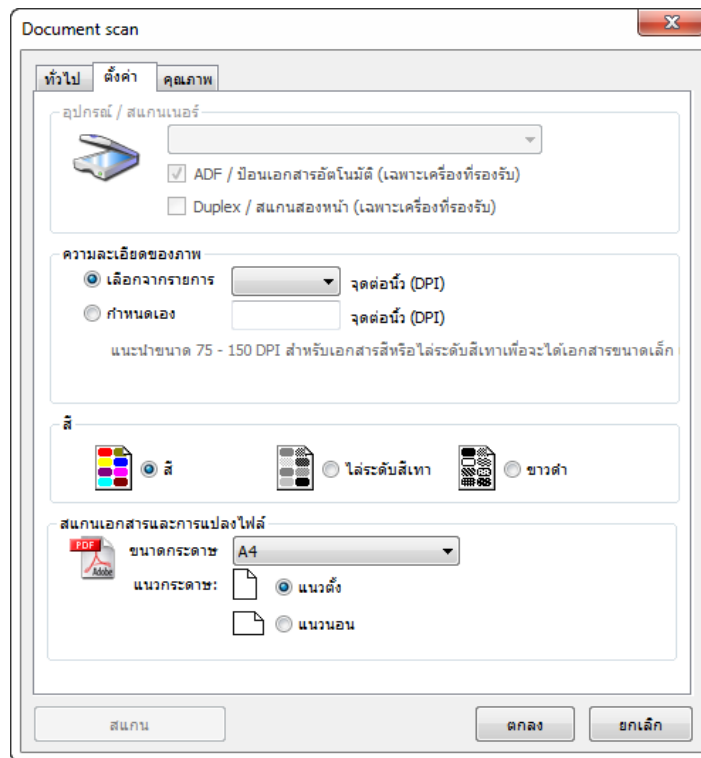 Document scan
ทั่วไป ตั้งค่า คุณภาพ
อุปกรณ์ / สแกนเนอร์
ADF / ป้อนเอกสารอัตโนมัติ (เฉพาะเครื่องที่รองรับ)
Duplex / สแกนสองหน้า (เฉพาะเครื่องที่รองรับ)
ความละเอียดของภาพ
เลือกจากรายการ จุดต่อนิ้ว (DPI)
กำหนดเอง จุดต่อนิ้ว (DPI)
แนะนำขนาด 75 - 150 DPI สำหรับเอกสารสีหรือไล่ระดับสีเทาเพื่อจะได้เอกสารขนาดเล็ก
สี
สี ไล่ระดับสีเทา ขาวดำ
สแกนเอกสารและการแปลงไฟล์
PDF
Adobe
ขนาดกระดาษ A4
แนวกระดาษ: แนวตั้ง
แนวนอน
สแกน ตกลง ยกเลิก